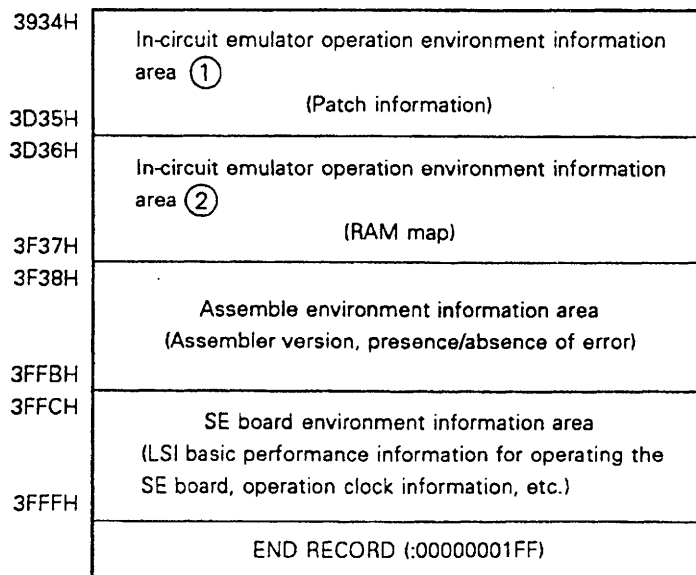 3934H
In-circuit emulator operation environment information
area ①
(Patch information)
3D35H
3D36H
In-circuit emulator operation environment information
area ②
(RAM map)
3F37H
3F38H
Assemble environment information area
(Assembler version, presence/absence of error)
3FFBH
3FFCH
SE board environment information area
(LSI basic performance information for operating the
SE board, operation clock information, etc.)
3FFFH
END RECORD (:00000001FF)